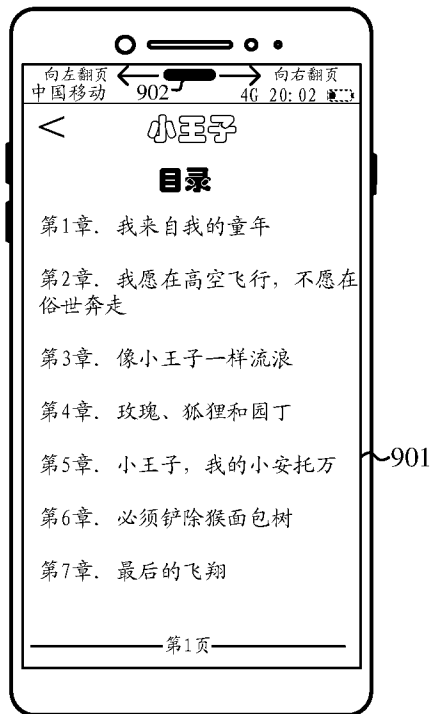 向左翻页 向右翻页
中国移动 902 4G 20:02
< 小王子
目录
第1章. 我来自我的童年
第2章. 我愿在高空飞行，不愿在
俗世奔走
第3章. 像小王子一样流浪
第4章. 玫瑰、狐狸和园丁
第5章. 小王子，我的小安托万
901
第6章. 必须铲除猴面包树
第7章. 最后的飞翔
第1页